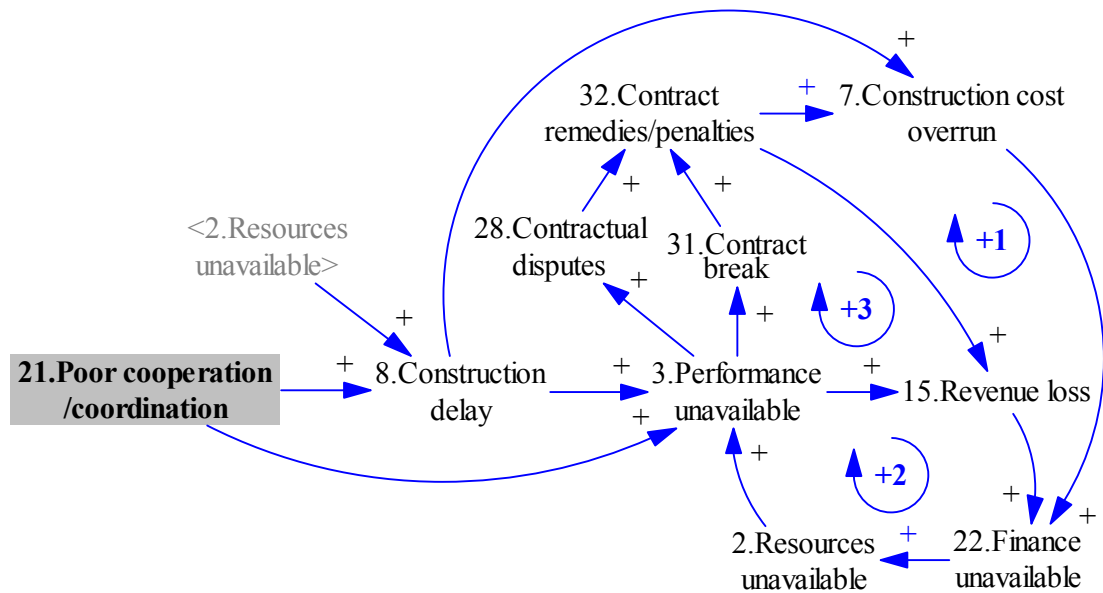 +
32.Contract
remedies/penalties
+
7.Construction cost
overrun
+
+
<2.Resources
unavailable>
28.Contractual
disputes
31.Contract
break
+1
+
+
+3
+
+
21.Poor cooperation
/coordination
+
8.Construction
delay
+
3.Performance
unavailable
+
15.Revenue loss
+
+
+2
+
+
2.Resources
unavailable
+
22.Finance
unavailable